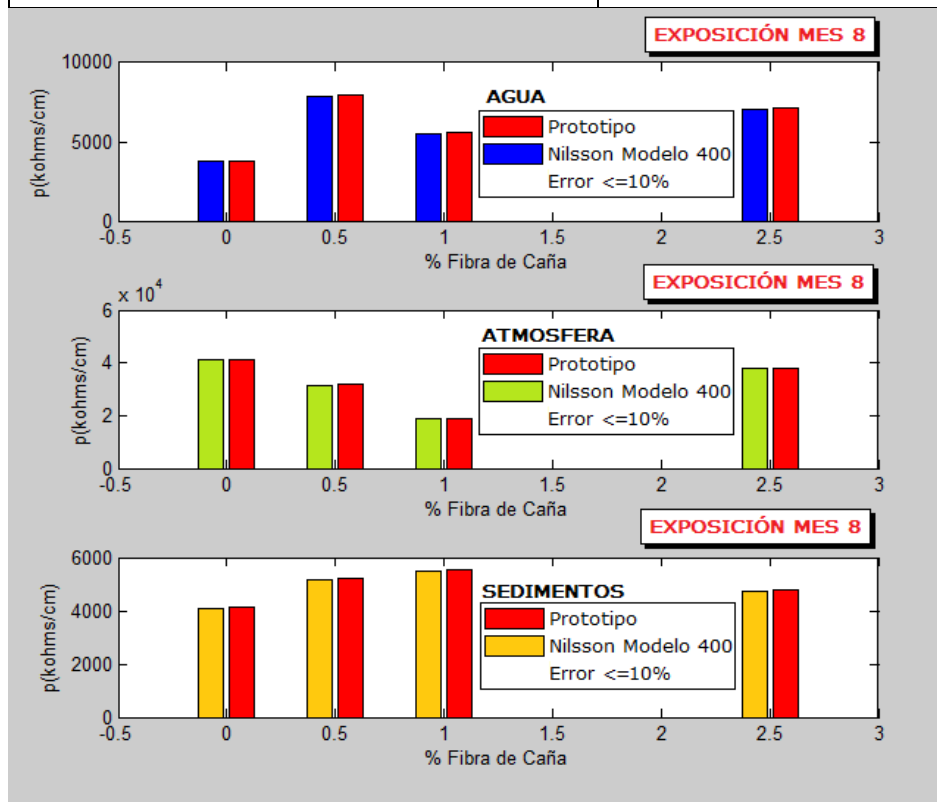 EXPOSICIÓN MES 8
10000
5000
0
p(kohms/cm)
AGUA
Prototipo
Nilsson Modelo 400
Error <=10%
-0.5 0 0.5 1 1.5 2 2.5 3
% Fibra de Caña
EXPOSICIÓN MES 8
x 10^4
6
4
2
0
p(kohms/cm)
ATMOSFERA
Prototipo
Nilsson Modelo 400
Error <=10%
-0.5 0 0.5 1 1.5 2 2.5 3
% Fibra de Caña
EXPOSICIÓN MES 8
6000
4000
2000
0
p(kohms/cm)
SEDIMENTOS
Prototipo
Nilsson Modelo 400
Error <=10%
-0.5 0 0.5 1 1.5 2 2.5 3
% Fibra de Caña